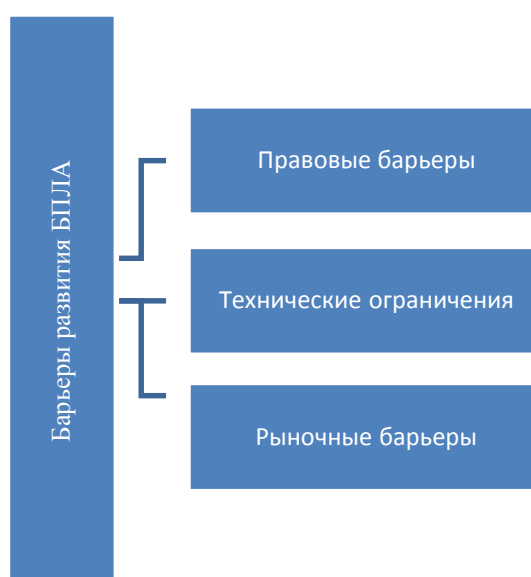 Барьеры развития БПЛА
Правовые барьеры
Технические ограничения
Рыночные барьеры